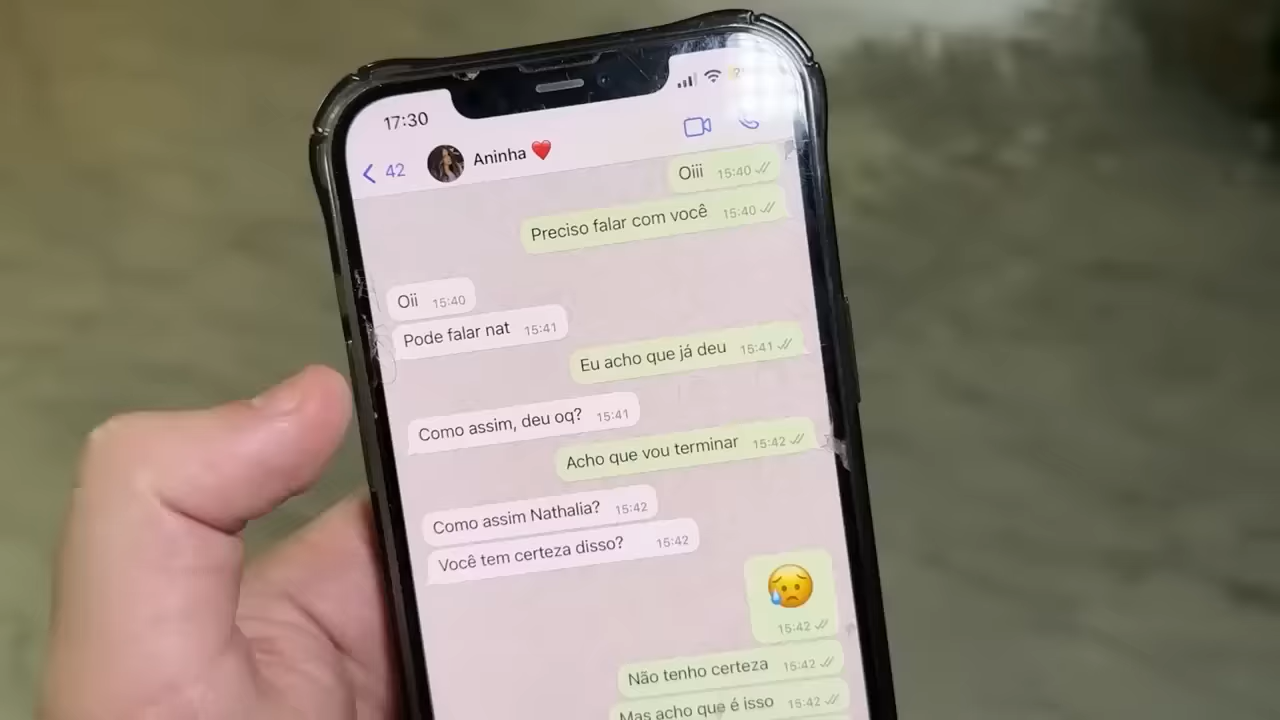 17:30
42
Aninha ❤️
Oiii 15:40
Preciso falar com você 15:40
Oii 15:40
Pode falar nat 15:41
Eu acho que já deu 15:41
Como assim, deu oq? 15:41
Acho que vou terminar 15:42
Como assim Nathalia? 15:42
Você tem certeza disso? 15:42
😥
15:42
Não tenho certeza 15:42
Mas acho que é isso 15:42